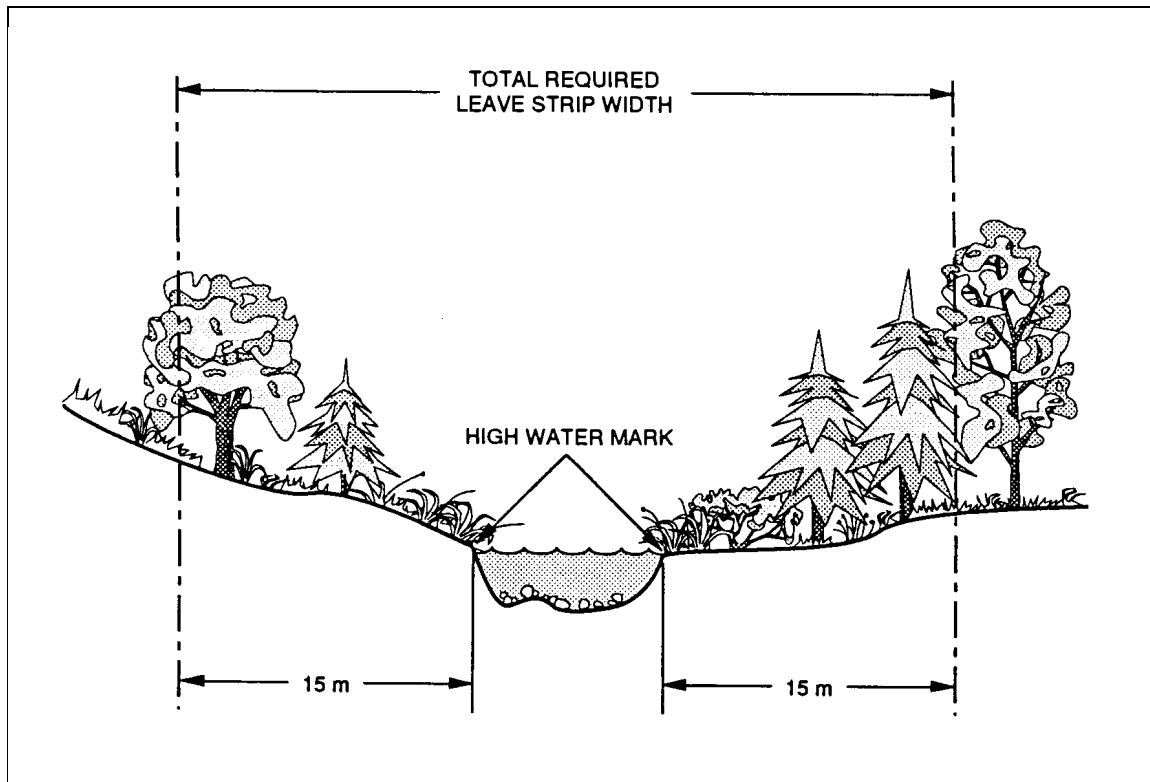 TOTAL REQUIRED
LEAVE STRIP WIDTH
HIGH WATER MARK
15 m
15 m